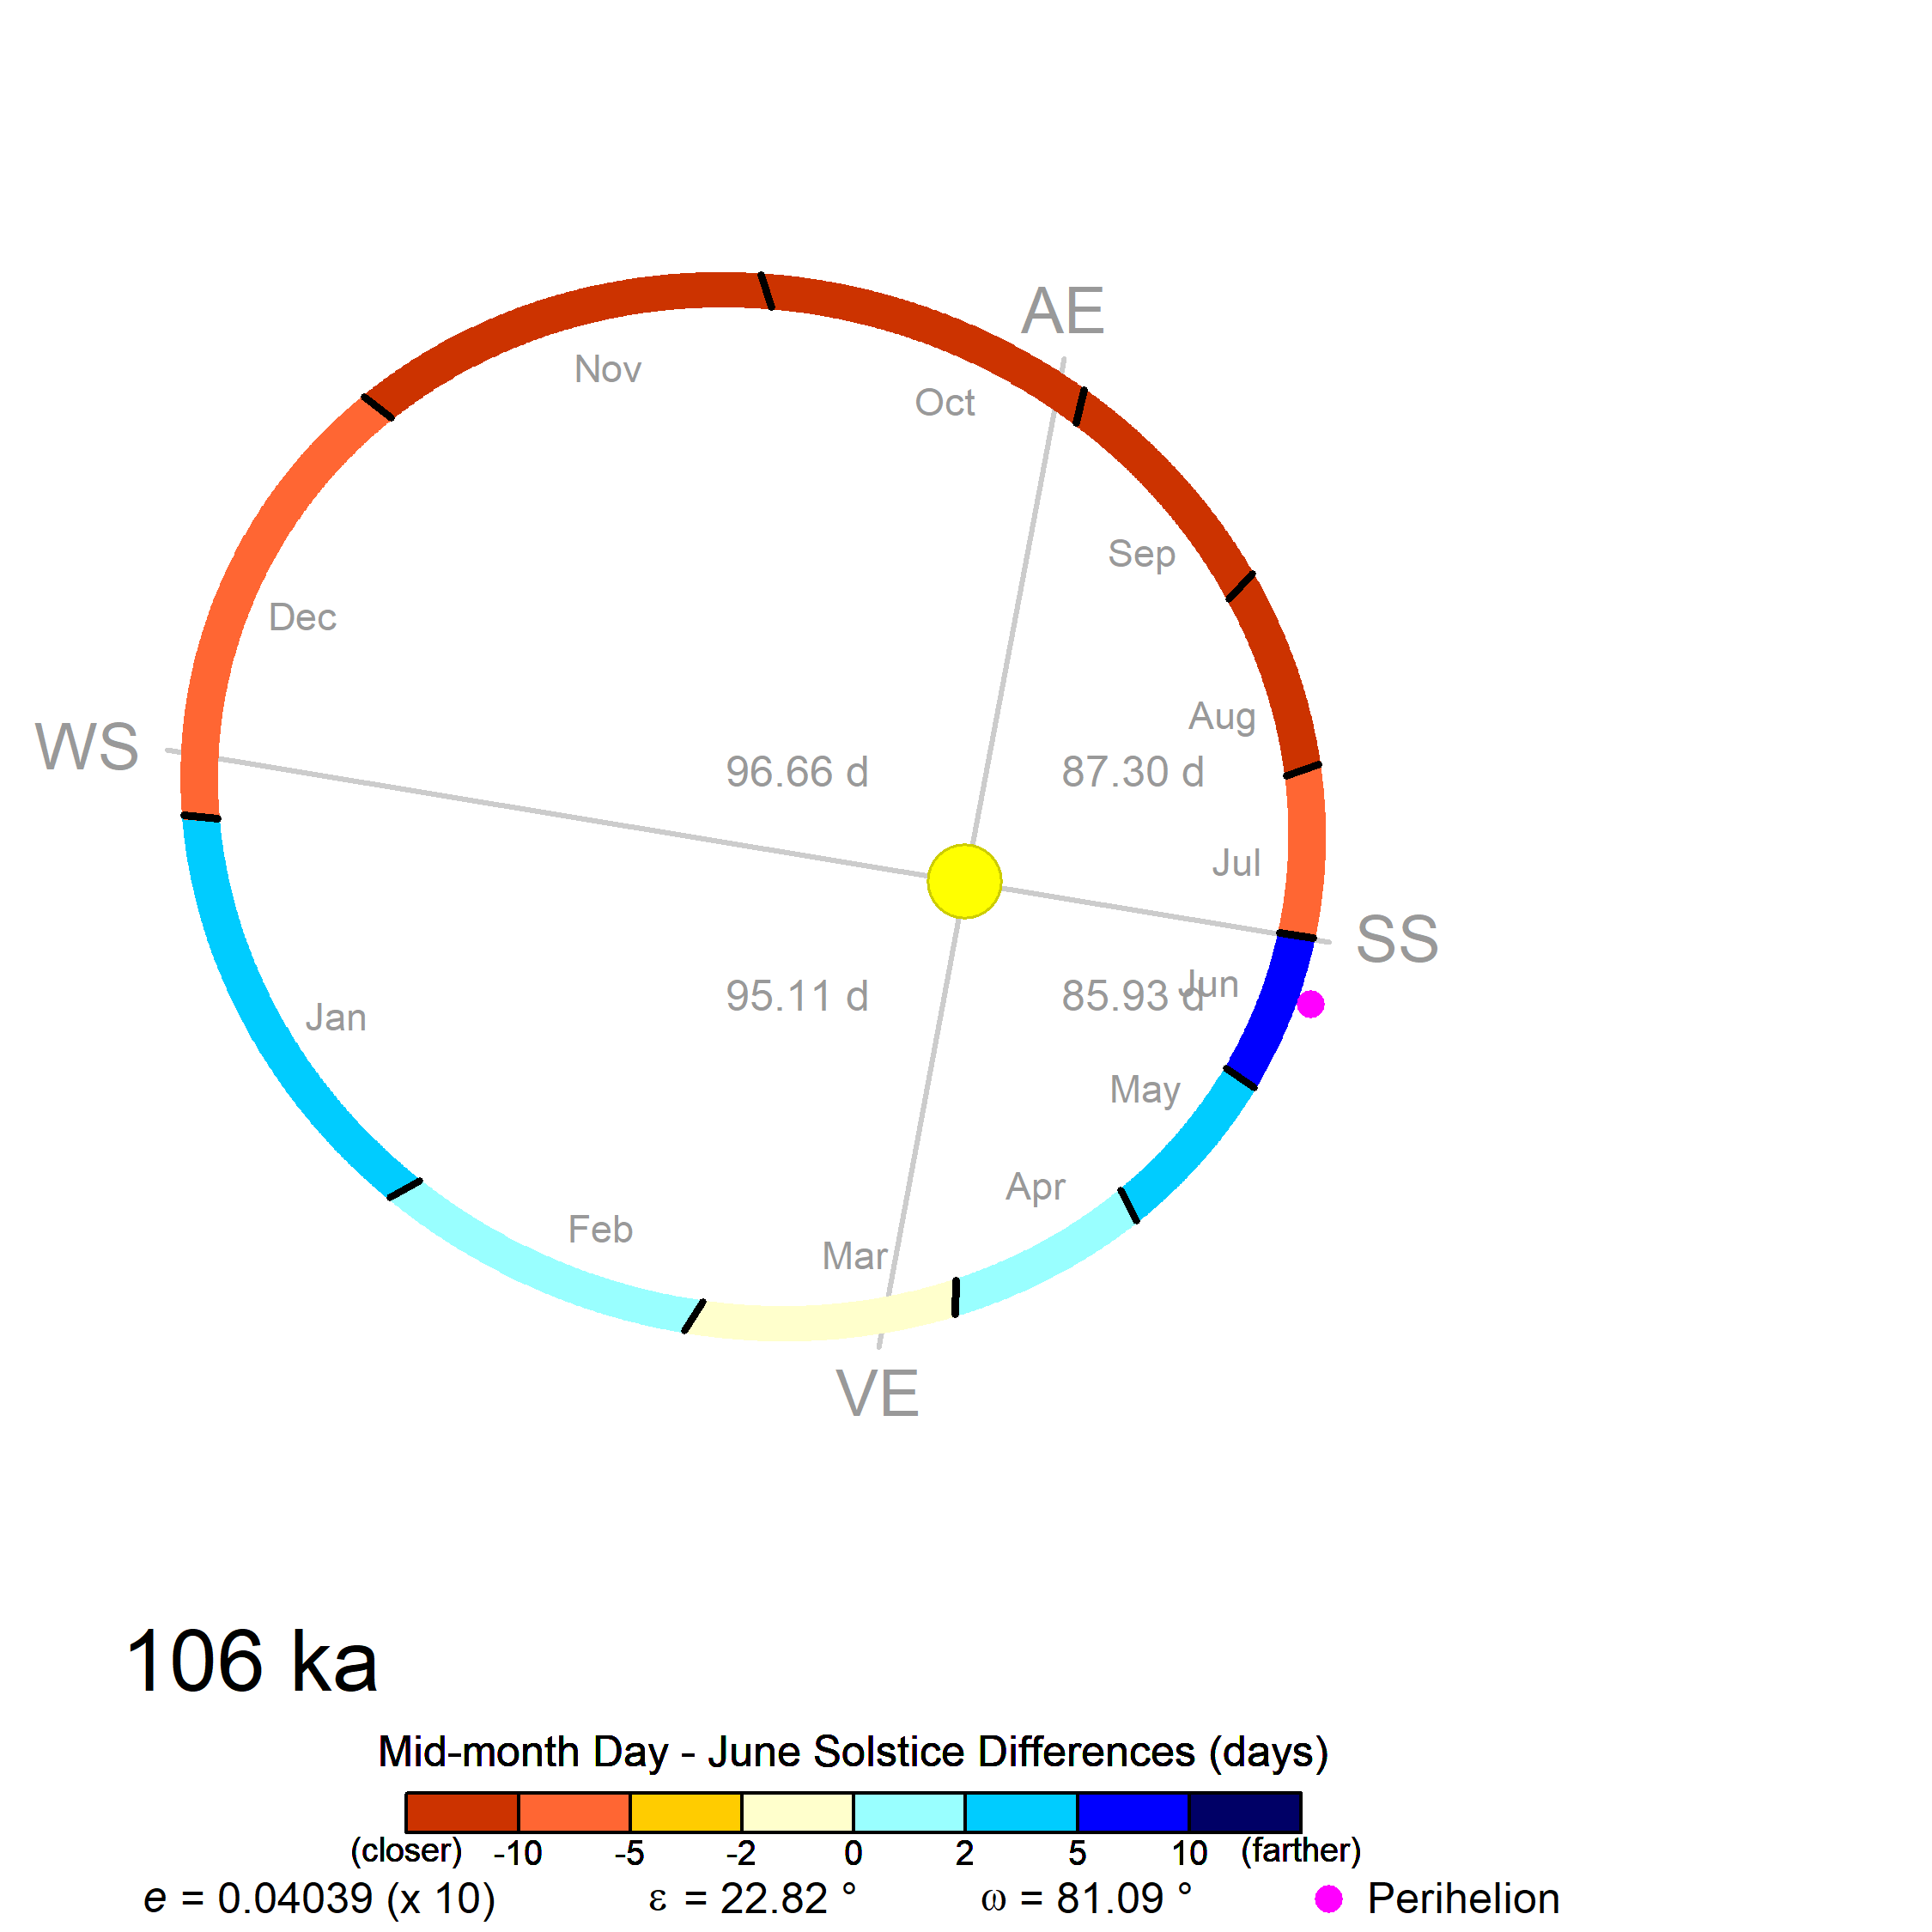 AE
Nov
Oct
Sep
Dec
Aug
WS
96.66 d
87.30 d
Jul
SS
95.11 d
85.93 d
Jun
Jan
May
Apr
Feb
Mar
VE
106 ka
Mid-month Day - June Solstice Differences (days)
(closer) -10 -5 -2 0 2 5 10 (farther)
e = 0.04039 (x 10) ε = 22.82 ° ω = 81.09 ° Perihelion